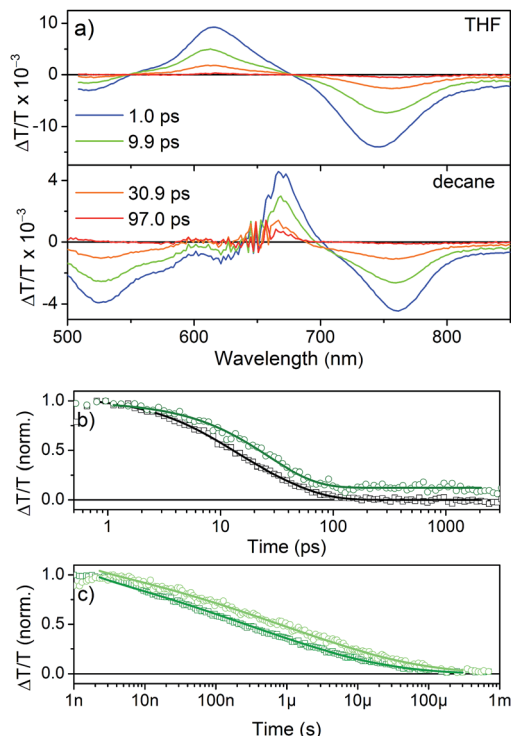 a)
THF
10
0
-10
ΔT/T x 10⁻³
1.0 ps
9.9 ps
decane
4
0
-4
ΔT/T x 10⁻³
30.9 ps
97.0 ps
500 600 700 800
Wavelength (nm)
b)
1.0
0.5
0.0
ΔT/T (norm.)
1 10 100 1000
Time (ps)
c)
1.0
0.5
0.0
ΔT/T (norm.)
1n 10n 100n 1µ 10µ 100µ 1m
Time (s)